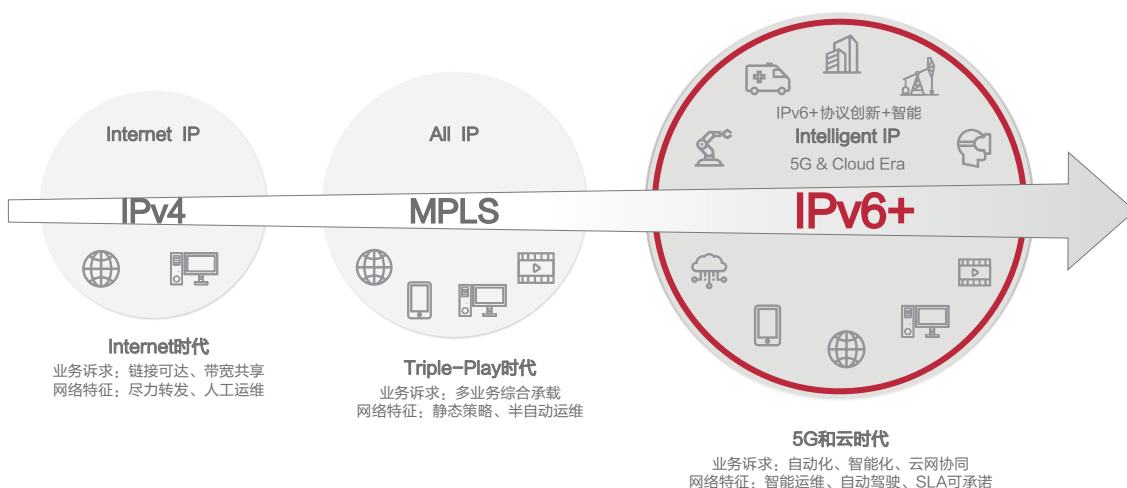 Internet IP
IPv4
Internet时代
业务诉求：链接可达、带宽共享
网络特征：尽力转发、人工运维
All IP
MPLS
Triple-Play时代
业务诉求：多业务综合承载
网络特征：静态策略、半自动运维
IPv6+协议创新+智能
Intelligent IP
5G & Cloud Era
IPv6+
5G和云时代
业务诉求：自动化、智能化、云网协同
网络特征：智能运维、自动驾驶、SLA可承诺